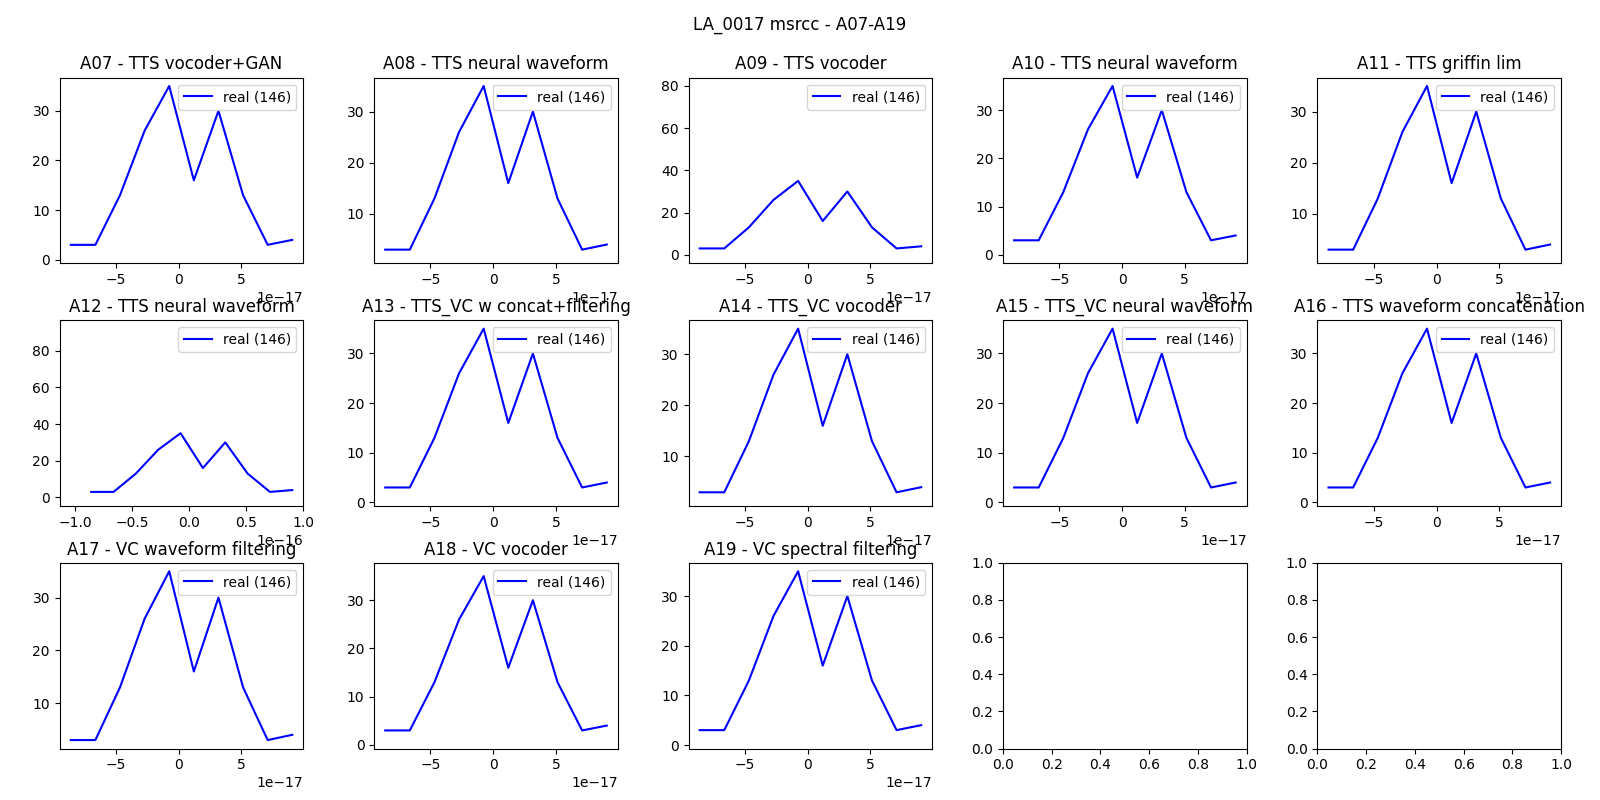 LA_0017 msrcc - A07-A19
A07 - TTS vocoder+GAN
real (146)
30
20
10
0
−5 0 5
1e−17
A08 - TTS neural waveform
real (146)
30
20
10
−5 0 5
1e−17
A09 - TTS vocoder
real (146)
80
60
40
20
0
−5 0 5
1e−17
A10 - TTS neural waveform
real (146)
30
20
10
0
−5 0 5
1e−17
A11 - TTS griffin lim
real (146)
30
20
10
−5 0 5
1e−17
A12 - TTS neural waveform
real (146)
80
60
40
20
0
−1.0 −0.5 0.0 0.5 1.0
1e−16
A13 - TTS_VC w concat+filtering
real (146)
30
20
10
0
−5 0 5
1e−17
A14 - TTS_VC vocoder
real (146)
30
20
10
−5 0 5
1e−17
A15 - TTS_VC neural waveform
real (146)
30
20
10
0
−5 0 5
1e−17
A16 - TTS waveform concatenation
real (146)
30
20
10
0
−5 0 5
1e−17
A17 - VC waveform filtering
real (146)
30
20
10
−5 0 5
1e−17
A18 - VC vocoder
real (146)
30
20
10
0
−5 0 5
1e−17
A19 - VC spectral filtering
real (146)
30
20
10
0
−5 0 5
1e−17
1.0
0.8
0.6
0.4
0.2
0.0
0.0 0.2 0.4 0.6 0.8 1.0
1.0
0.8
0.6
0.4
0.2
0.0
0.0 0.2 0.4 0.6 0.8 1.0